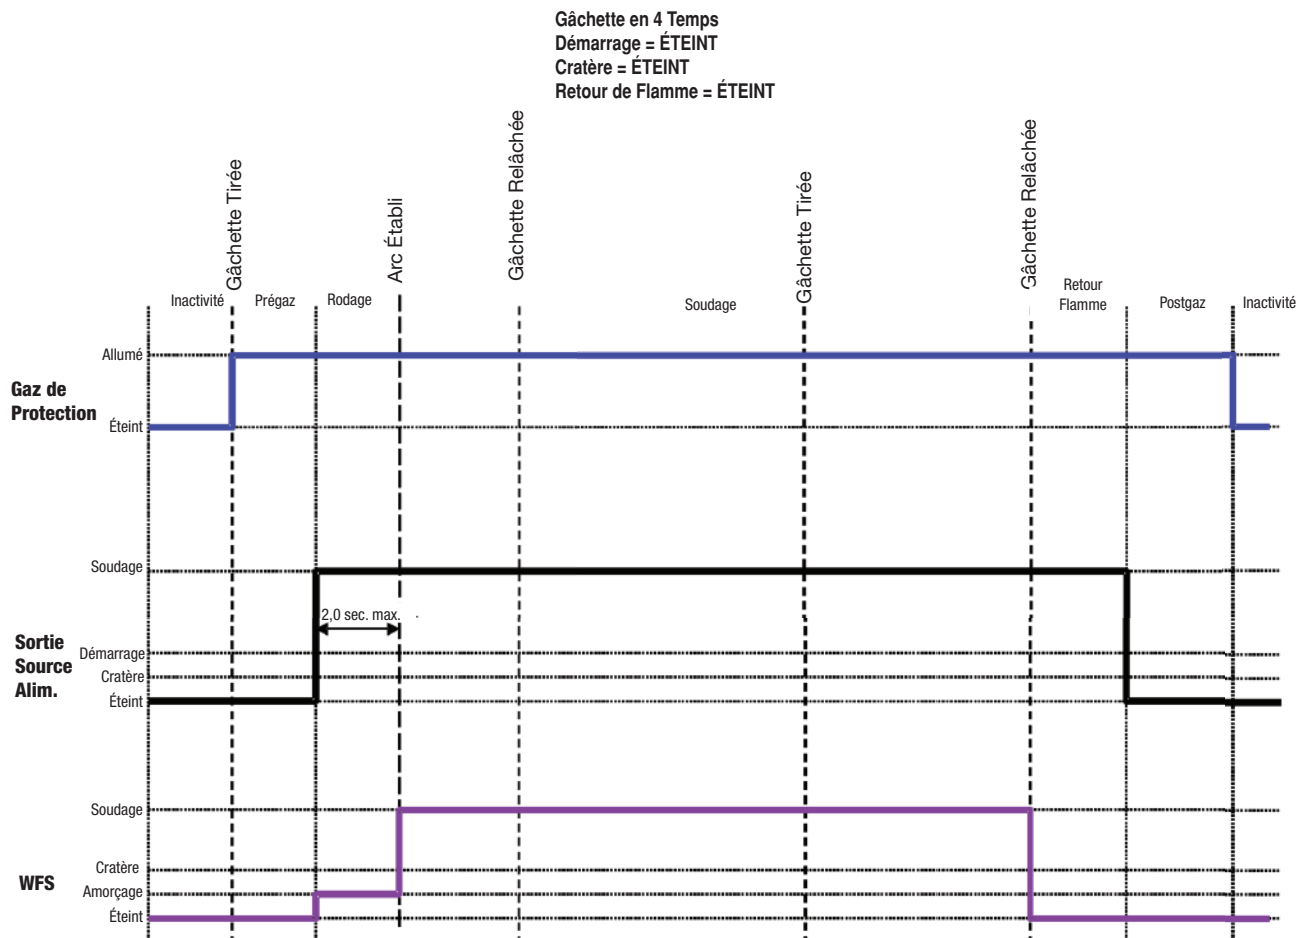 Gâchette en 4 Temps
Démarrage = ÉTEINT
Cratère = ÉTEINT
Retour de Flamme = ÉTEINT
Gâchette Tirée
Arc Établi
Gâchette Relâchée
Gâchette Tirée
Gâchette Relâchée
Inactivité
Prégaz
Rodage
Soudage
Retour
Flamme
Postgaz
Inactivité
Gaz de
Protection
Allumé
Éteint
Sortie
Source
Alim.
Soudage
2,0 sec. max.
Démarrage
Cratère
Éteint
WFS
Soudage
Cratère
Amorçage
Éteint